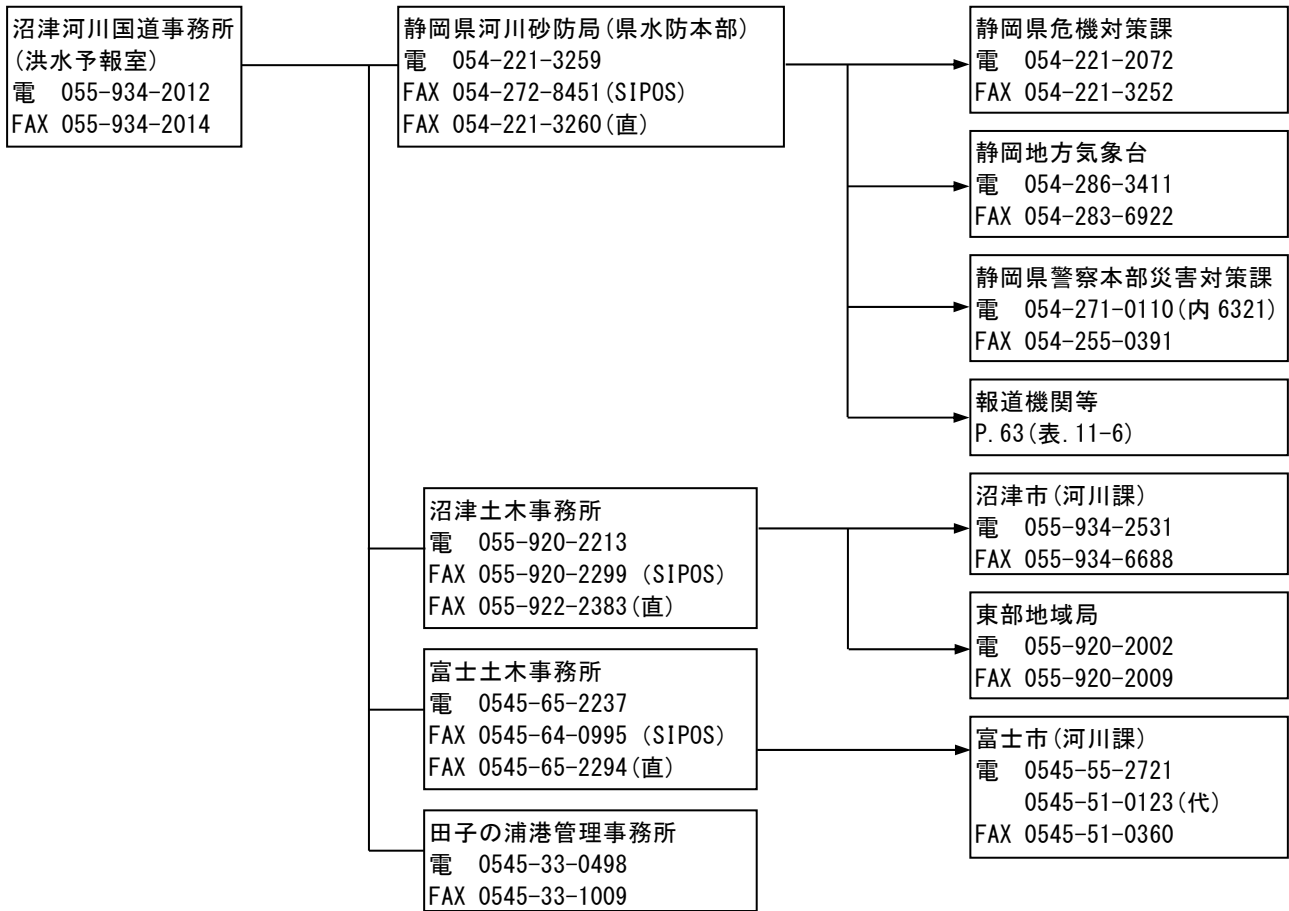 沼津河川国道事務所
(洪水予報室)
電 055-934-2012
FAX 055-934-2014
静岡県河川砂防局(県水防本部)
電 054-221-3259
FAX 054-272-8451(SIPOS)
FAX 054-221-3260(直)
静岡県危機対策課
電 054-221-2072
FAX 054-221-3252
静岡地方気象台
電 054-286-3411
FAX 054-283-6922
静岡県警察本部災害対策課
電 054-271-0110(内 6321)
FAX 054-255-0391
報道機関等
P.63(表.11-6)
沼津土木事務所
電 055-920-2213
FAX 055-920-2299 (SIPOS)
FAX 055-922-2383(直)
沼津市(河川課)
電 055-934-2531
FAX 055-934-6688
東部地域局
電 055-920-2002
FAX 055-920-2009
富士土木事務所
電 0545-65-2237
FAX 0545-64-0995 (SIPOS)
FAX 0545-65-2294(直)
富士市(河川課)
電 0545-55-2721
0545-51-0123(代)
FAX 0545-51-0360
田子の浦港管理事務所
電 0545-33-0498
FAX 0545-33-1009